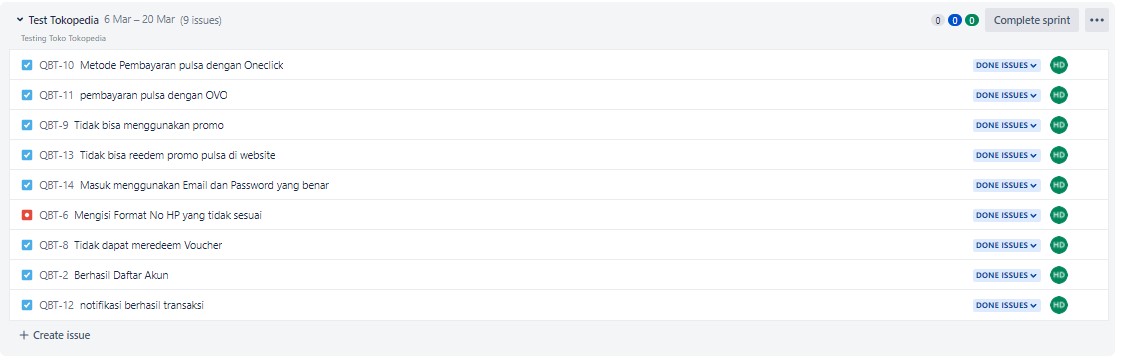 Test Tokopedia 6 Mar – 20 Mar (9 issues) 0 0 0 Complete sprint
Testing Toko Tokopedia
QBT-10 Metode Pembayaran pulsa dengan Oneclick DONE ISSUES HD
QBT-11 pembayaran pulsa dengan OVO DONE ISSUES HD
QBT-9 Tidak bisa menggunakan promo DONE ISSUES HD
QBT-13 Tidak bisa reedem promo pulsa di website DONE ISSUES HD
QBT-14 Masuk menggunakan Email dan Password yang benar DONE ISSUES HD
QBT-6 Mengisi Format No HP yang tidak sesuai DONE ISSUES HD
QBT-8 Tidak dapat meredeem Voucher DONE ISSUES HD
QBT-2 Berhasil Daftar Akun DONE ISSUES HD
QBT-12 notifikasi berhasil transaksi DONE ISSUES HD
+ Create issue